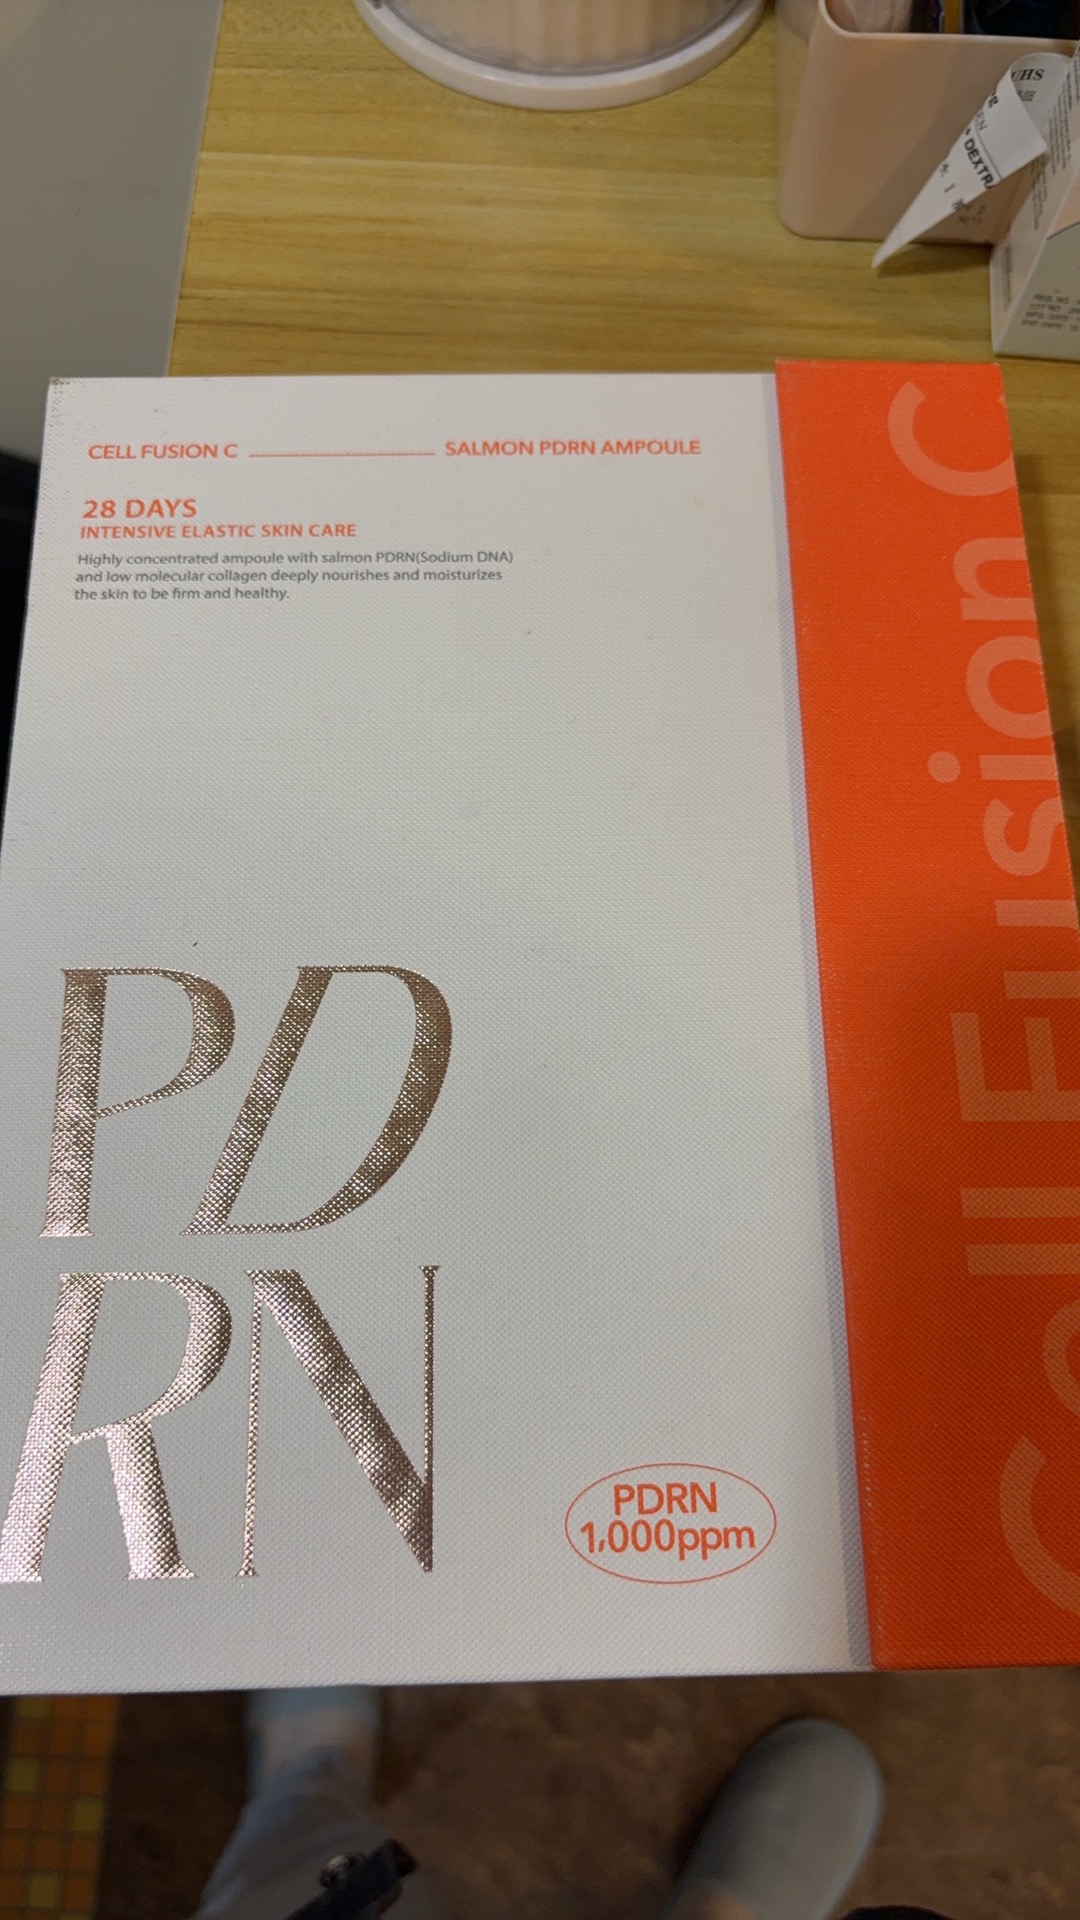 UHS
DEXTR
CELL FUSION C SALMON PDRN AMPOULE
28 DAYS
INTENSIVE ELASTIC SKIN CARE
Highly concentrated ampoule with salmon PDRN(Sodium DNA)
and low molecular collagen deeply nourishes and moisturizes
the skin to be firm and healthy.
PD
RN
PDRN
1,000ppm
Cell Fusion C